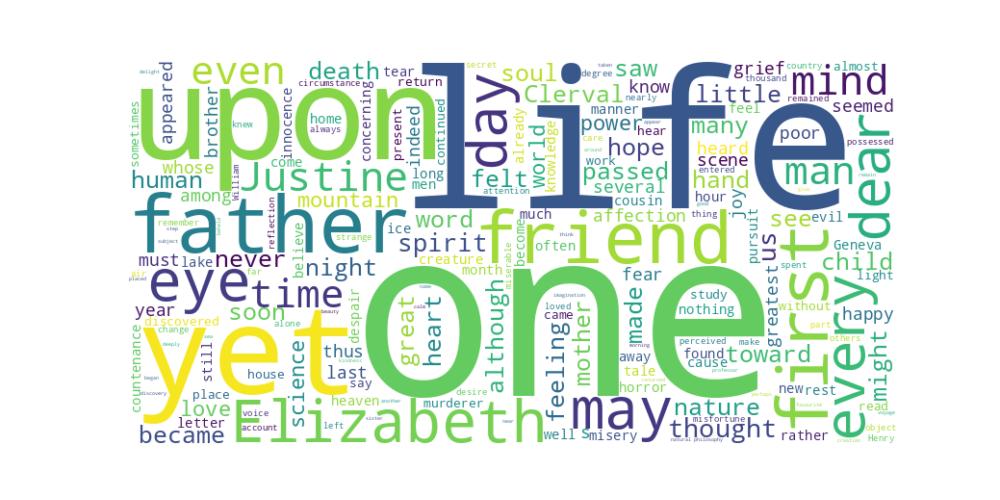 delight
appeared
even
death
tear
return
circumstance
upon
life
day
secret
soul
taken
degree
saw
know
grief
country
almost
thousand
mind
remained
seemed
possessed
sometimes
brother
knew
home
always
innocence
concerning
present
indeed
continued
Clerval
already
manner
nearly
power
hear
little
many
feel
heard
scene
entered
poor
whose
come
William
Justine
long
men
felt
attention
world
knowledge
care
around
work
hope
passed
several
cousin
hand
hour
joy
man
dear
human
among
mountain
father
reflection
word
ice
spirit
friend
much
become
often
affection
thing
pursuit
us
see
evil
remember
step
subject
strange
believe
must
lake
never
night
creature
month
miserable
think
fear
Geneva
child
light
eye
time
year
soon
far
air
placed
despair
one
great
heart
although
feeling
mother
made
study
nothing
greatest
spent
first
without
every
happy
might
yet
discovered
change
alone
beauty
countenance
still
house
science
thus
last
say
kindness
deeply
loved
came
imagination
away
tale
horror
perceived
found
cause
make
toward
part
others
new
rest
began
discovery
place
love
letter
became
voice
account
Elizabeth
heaven
left
murderer
desire
well
misery
may
professor
nature
misfortune
thought
natural philosophy
rather
read
object
Henry